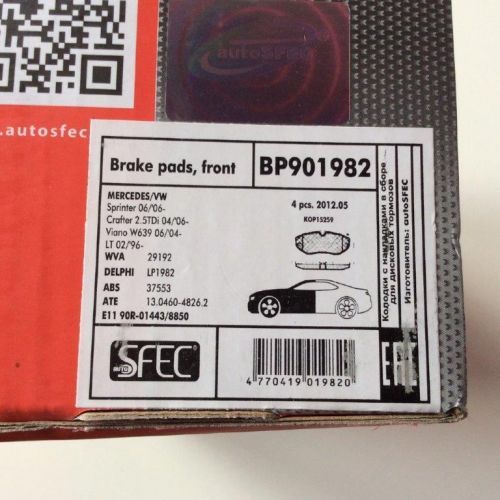 autoSFEC
.autosfec.
Brake pads, front
BP901982
MERCEDES/VW
Sprinter 06/06-
Crafter 2.5TDi 04/06-
Viano W639 06/04-
LT 02/96-
WVA 29192
DELPHI LP1982
ABS 37553
ATE 13.0460-4826.2
E11 90R-01443/8850
4 pcs. 2012.05
KOP15259
Колодки с накладками в сборе
для дисковых тормозов
Изготовитель: autoSFEC
auto SFEC
4 770419 019820
EAC